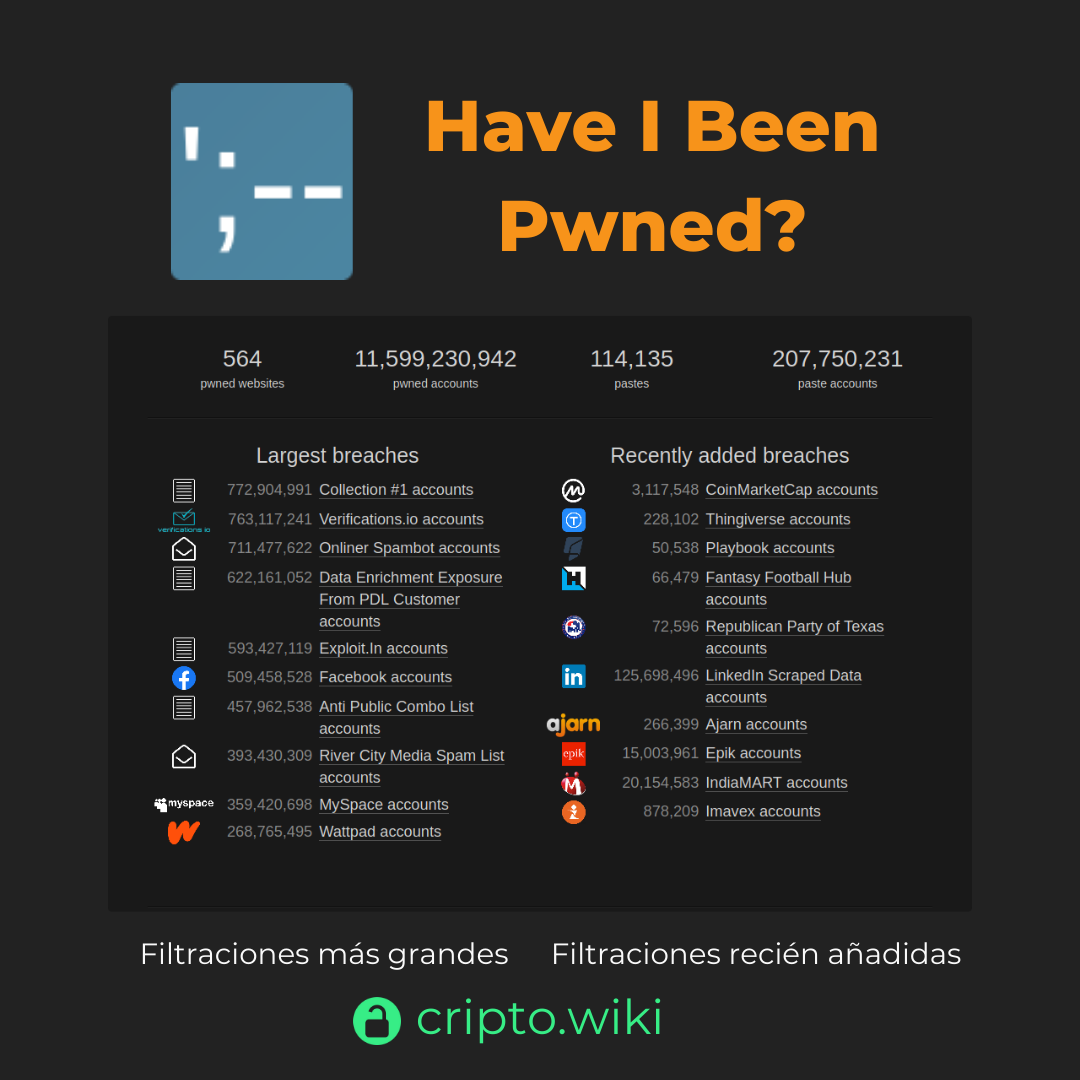 ';--
Have I Been
Pwned?
564 11,599,230,942 114,135 207,750,231
pwned websites pwned accounts pastes paste accounts
Largest breaches
772,904,991 Collection #1 accounts
verifications io 763,117,241 Verifications.io accounts
711,477,622 Onliner Spambot accounts
622,161,052 Data Enrichment Exposure
From PDL Customer
accounts
593,427,119 Exploit.In accounts
509,458,528 Facebook accounts
457,962,538 Anti Public Combo List
accounts
393,430,309 River City Media Spam List
accounts
myspace 359,420,698 MySpace accounts
268,765,495 Wattpad accounts
Recently added breaches
3,117,548 CoinMarketCap accounts
T 228,102 Thingiverse accounts
50,538 Playbook accounts
66,479 Fantasy Football Hub
accounts
72,596 Republican Party of Texas
accounts
in 125,698,496 LinkedIn Scraped Data
accounts
ajarn 266,399 Ajarn accounts
epik 15,003,961 Epik accounts
20,154,583 IndiaMART accounts
878,209 Imavex accounts
Filtraciones más grandes
Filtraciones recién añadidas
cripto.wiki